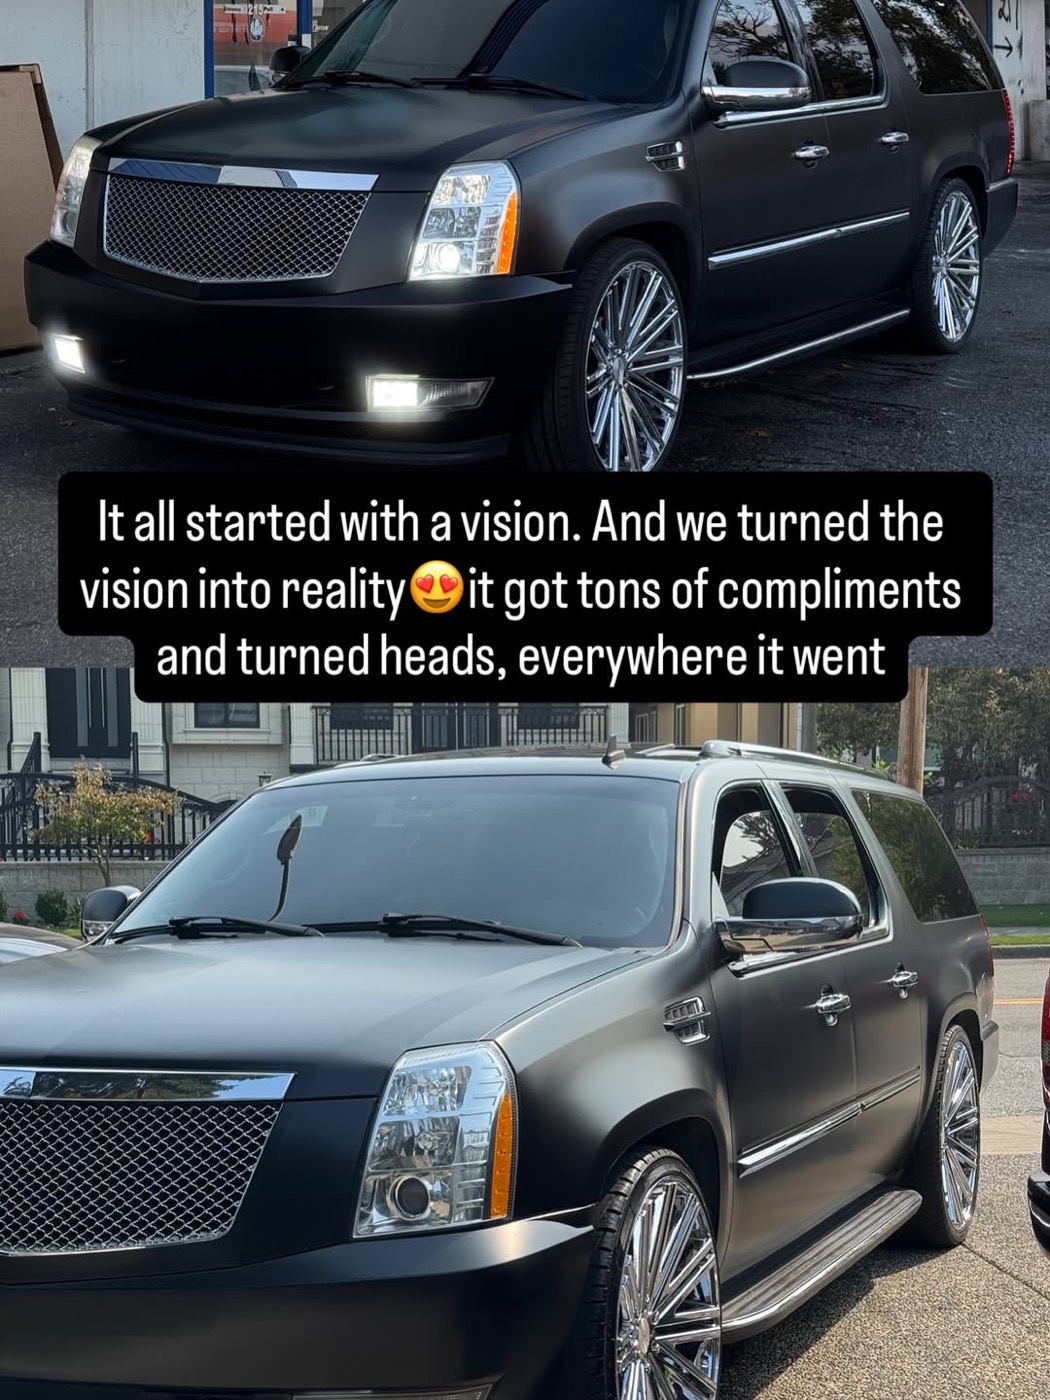 It all started with a vision. And we turned the
vision into reality😍it got tons of compliments
and turned heads, everywhere it went